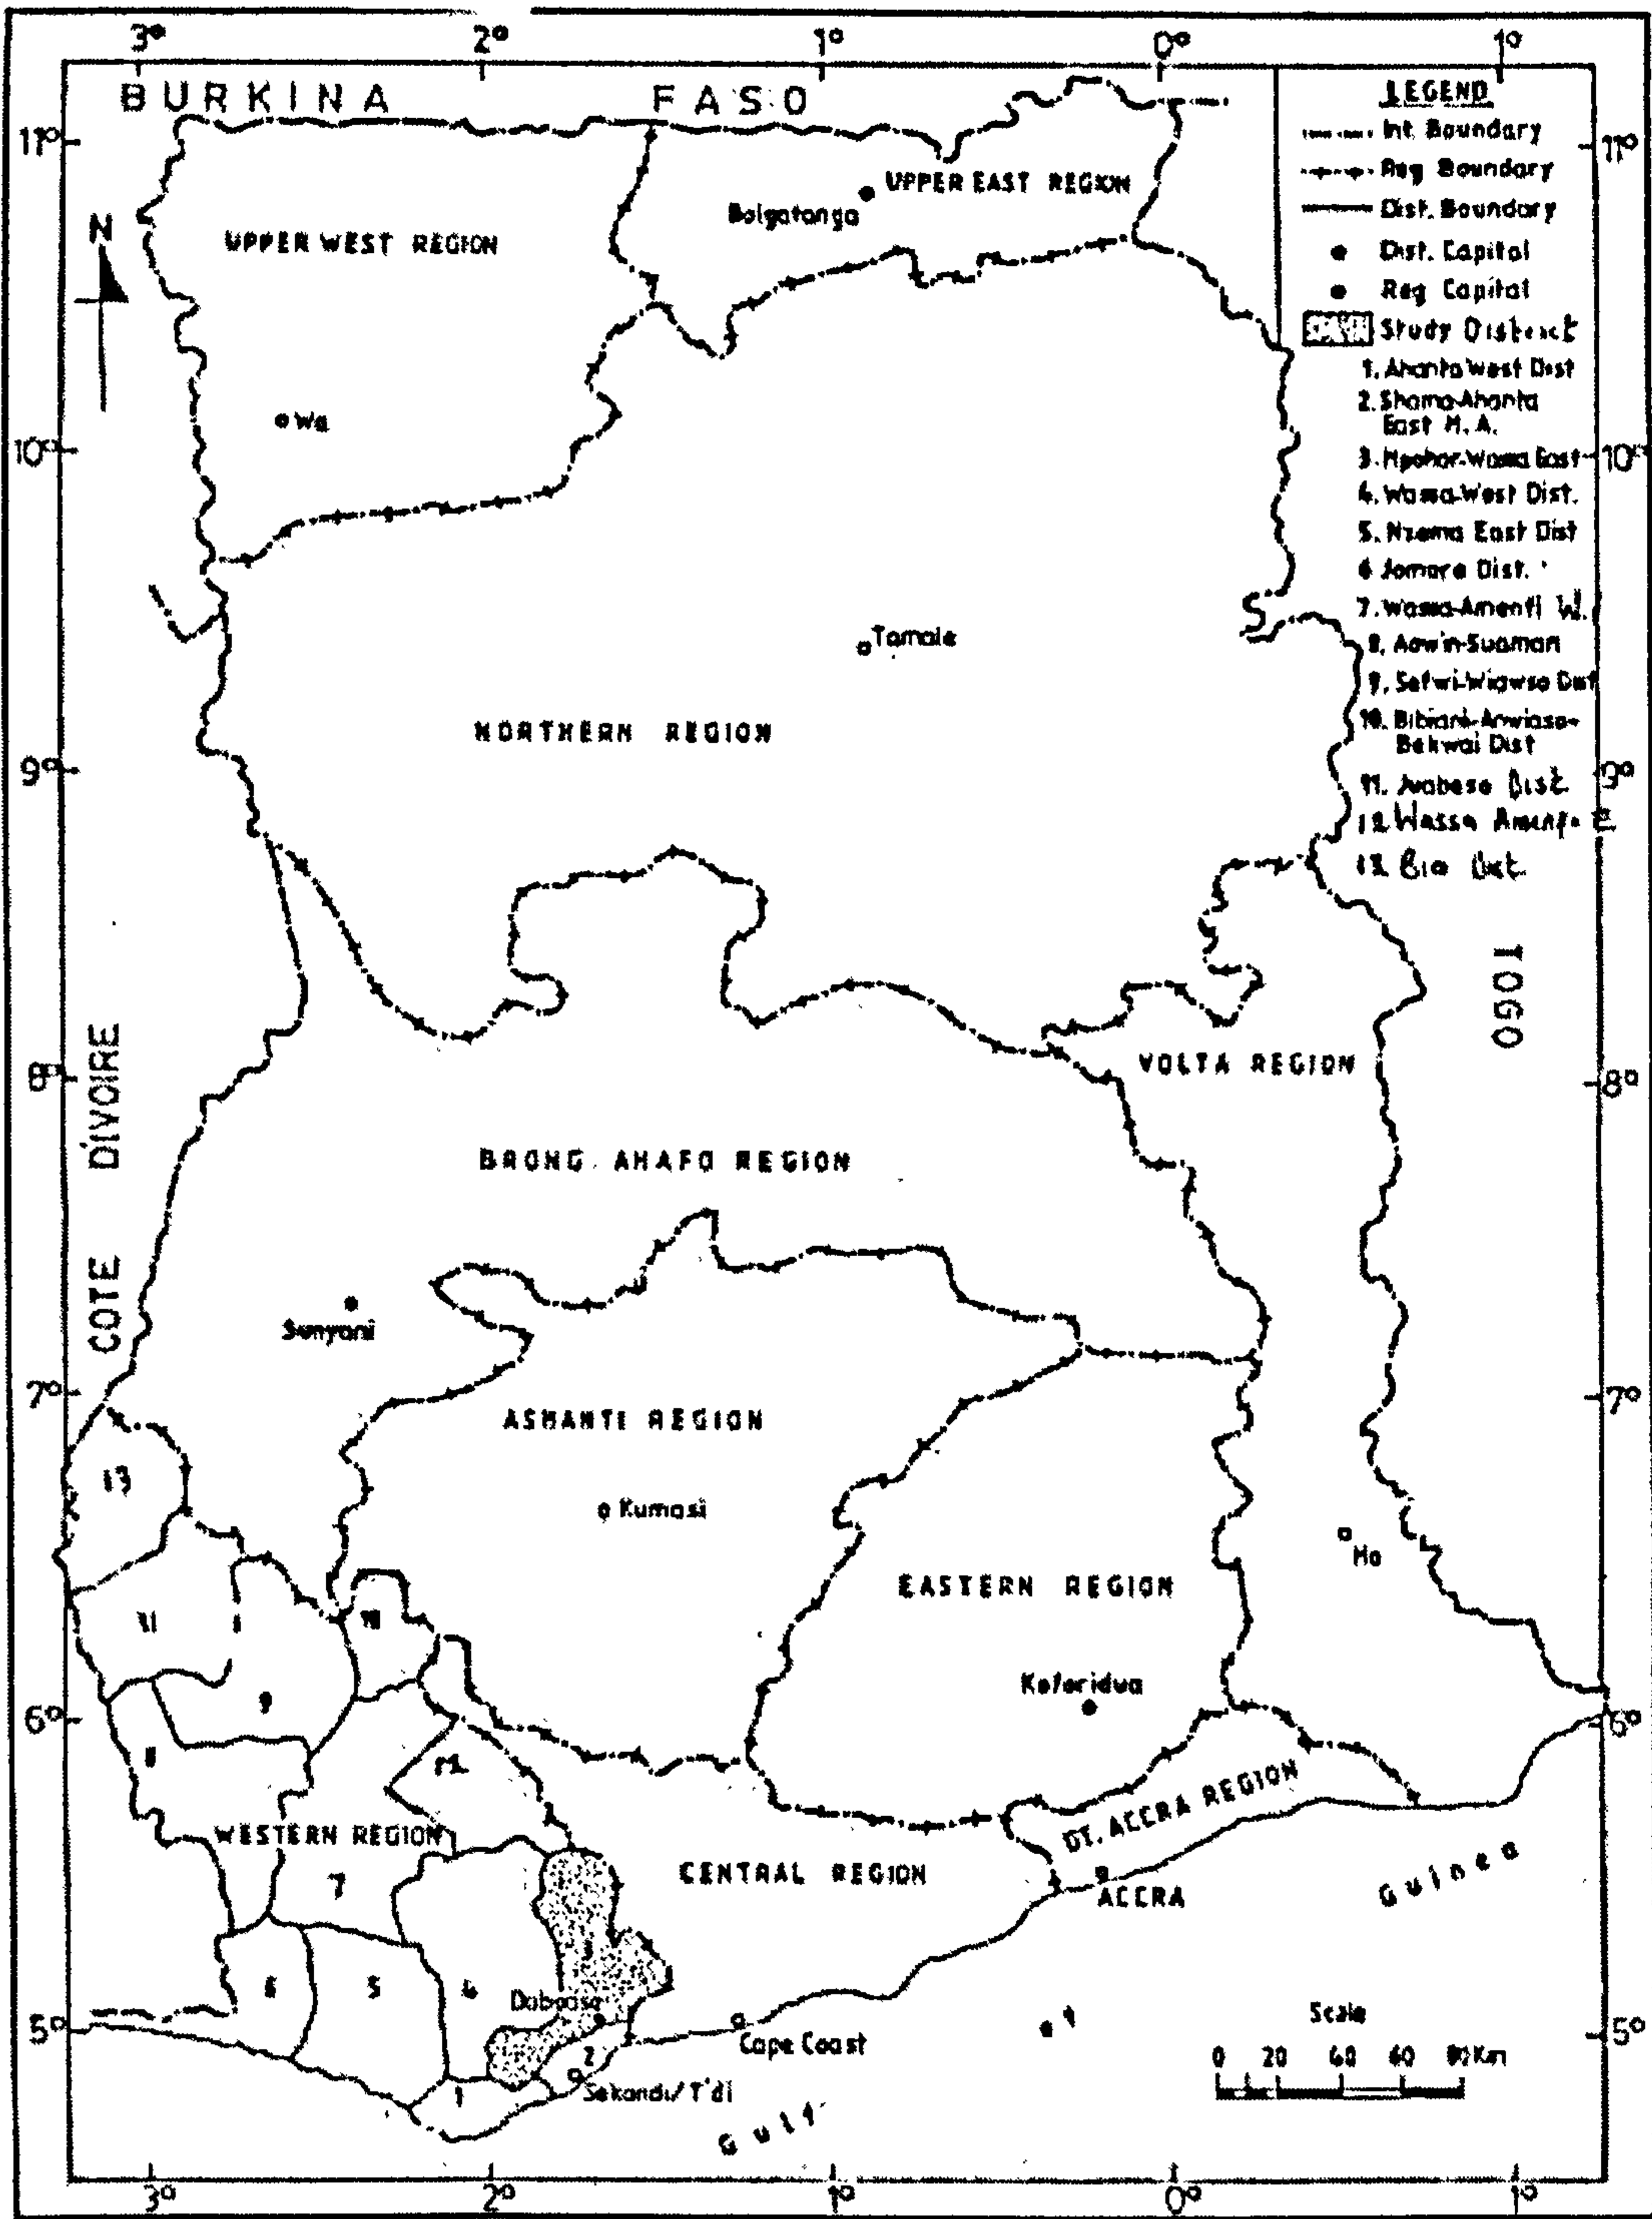 3° 2° 1° 0° 1°
BURKINA FASO
LEGEND
Int. Boundary
Reg Boundary
Dist. Boundary
Dist. Capital
Reg Capital
Study District
1. Ahanta West Dist
2. Shama-Ahanta
East M.A.
3. Mpohor-Wassa East
4. Wassa-West Dist.
5. Nzema East Dist
6 Jomoro Dist.
7. Wassa-Amenfi W.
8. Aowin-Suaman
9. Sefwi-Wiawso Dist
10. Bibiani-Anwiaso-
Bekwai Dist
11. Juabeso Dist.
12 Wassa Amenfi E
13 Bia Dist.
11° 11°
N
UPPER WEST REGION
UPPER EAST REGION
Bolgatanga
Wa
10° 10°
Tamale
NORTHERN REGION
9° 9°
TOGO
COTE D'IVOIRE
8° 8°
VOLTA REGION
BRONG AHAFO REGION
Sunyani
7° 7°
ASHANTI REGION
13
Kumasi
Ho
EASTERN REGION
11
10
9
Koforidua
6° 6°
8
12
WESTERN REGION
GT. ACCRA REGION
CENTRAL REGION
7
ACCRA
Gulf of Guinea
3
6
5
4
Daboase
5° 5°
Cape Coast
2
Sekondi/T'di
1
Scale
0 20 40 60 80Km
3° 2° 1° 0° 1°